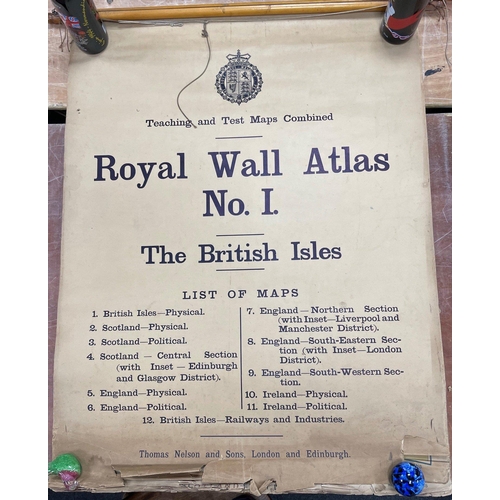 Teaching and Test Maps Combined
Royal Wall Atlas
No. I.
The British Isles
LIST OF MAPS
1. British Isles—Physical.
2. Scotland—Physical.
3. Scotland—Political.
4. Scotland — Central Section
(with Inset — Edinburgh
and Glasgow District).
5. England—Physical.
6. England—Political.
7. England—Northern Section
(with Inset—Liverpool and
Manchester District).
8. England—South-Eastern Sec-
tion (with Inset—London
District).
9. England—South-Western Sec-
tion.
10. Ireland—Physical.
11. Ireland—Political.
12. British Isles—Railways and Industries.
Thomas Nelson and Sons, London and Edinburgh.